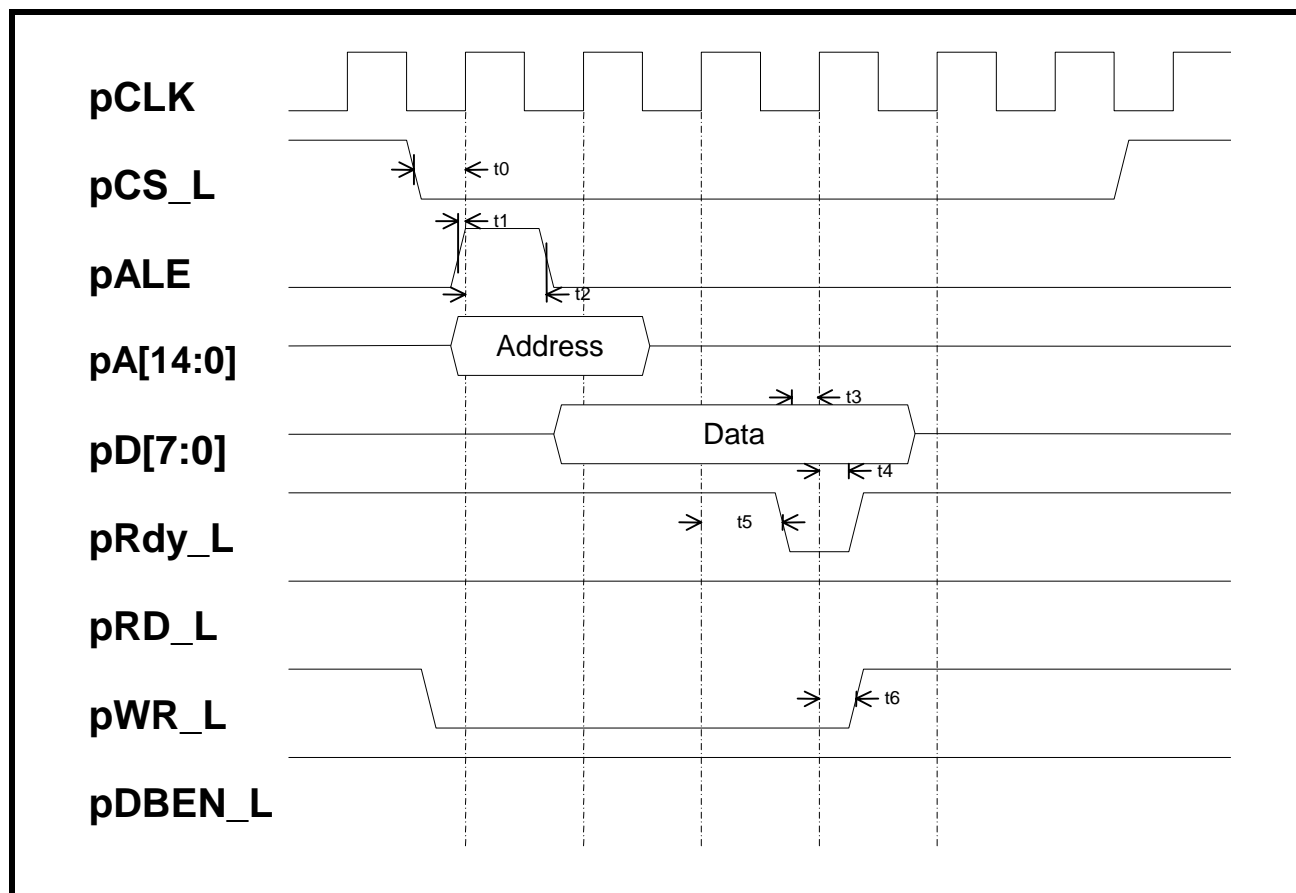 pCLK
pCS_L
t0
t1
pALE
t2
pA[14:0]
Address
t3
pD[7:0]
Data
t4
pRdy_L
t5
pRD_L
pWR_L
t6
pDBEN_L